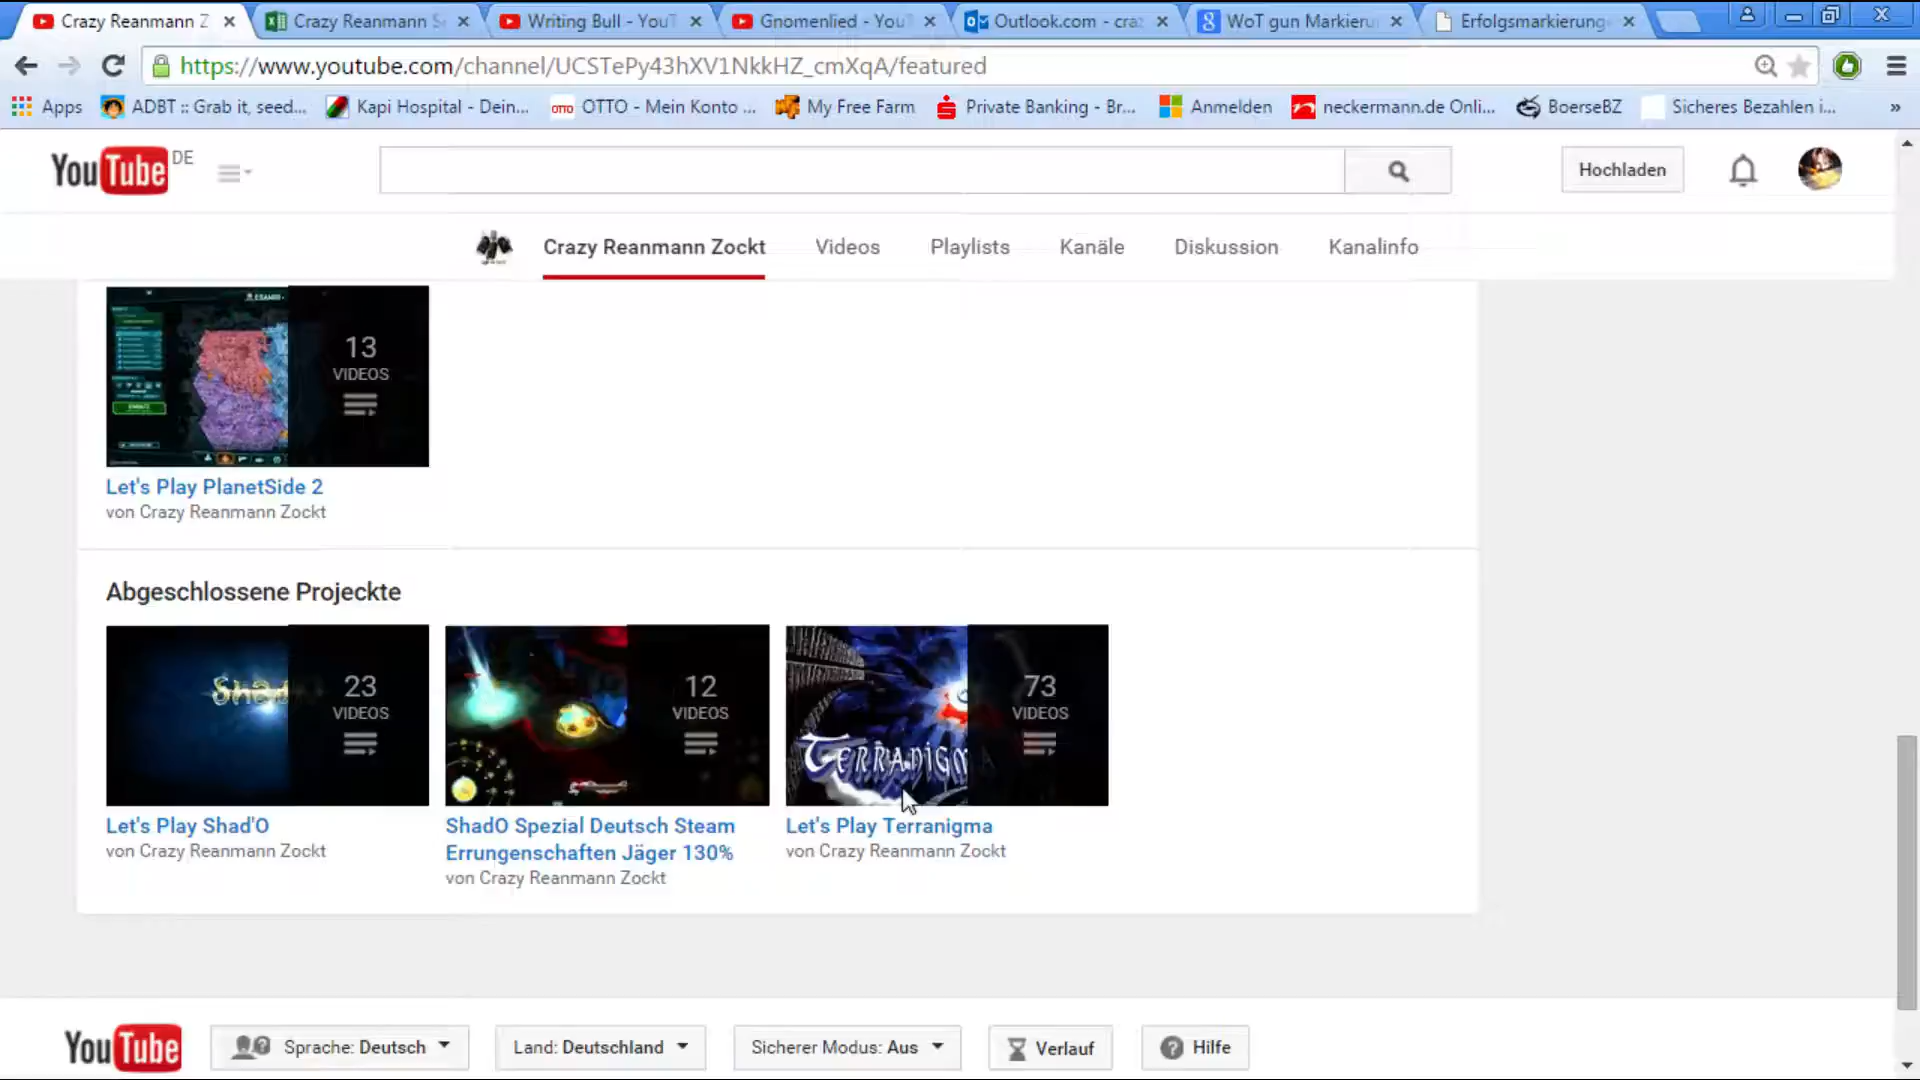 Crazy Reanmann Z
Crazy Reanmann Se
Writing Bull - YouT
Gnomenlied - YouT
Outlook.com - craz
WoT gun Markieru
Erfolgsmarkierung
https://www.youtube.com/channel/UCSTePy43hXV1NkkHZ_cmXqA/featured
Apps
ADBT :: Grab it, seed...
Kapi Hospital - Dein...
OTTO - Mein Konto ...
My Free Farm
Private Banking - Br...
Anmelden
neckermann.de Onli...
BoerseBZ
Sicheres Bezahlen i...
»
YouTube DE
Hochladen
Crazy Reanmann Zockt
Videos
Playlists
Kanäle
Diskussion
Kanalinfo
13
VIDEOS
Let's Play PlanetSide 2
von Crazy Reanmann Zockt
Abgeschlossene Projeckte
Shad
23
VIDEOS
12
VIDEOS
TERRANIGMA
73
VIDEOS
Let's Play Shad'O
von Crazy Reanmann Zockt
ShadO Spezial Deutsch Steam
Errungenschaften Jäger 130%
von Crazy Reanmann Zockt
Let's Play Terranigma
von Crazy Reanmann Zockt
YouTube
Sprache: Deutsch
Land: Deutschland
Sicherer Modus: Aus
Verlauf
Hilfe